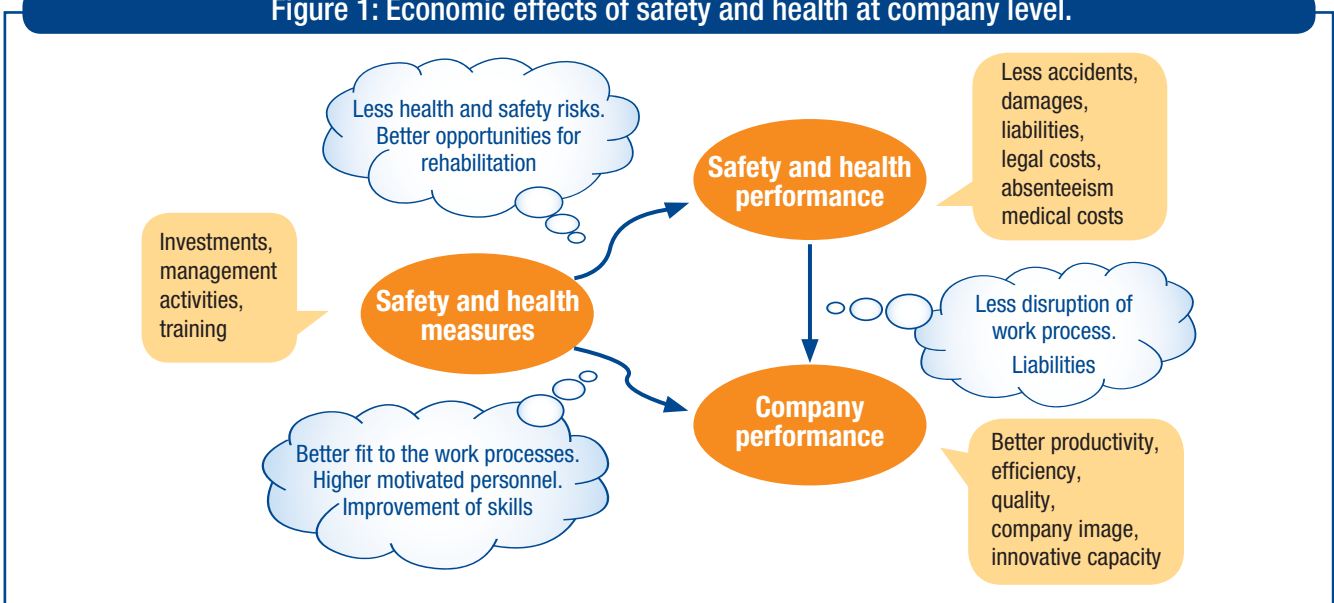 Figure 1: Economic effects of safety and health at company level.
Less health and safety risks.
Better opportunities for
rehabilitation
Safety and health
performance
Less accidents,
damages,
liabilities,
legal costs,
absenteeism
medical costs
Investments,
management
activities,
training
Safety and health
measures
Less disruption of
work process.
Liabilities
Better fit to the work processes.
Higher motivated personnel.
Improvement of skills
Company
performance
Better productivity,
efficiency,
quality,
company image,
innovative capacity